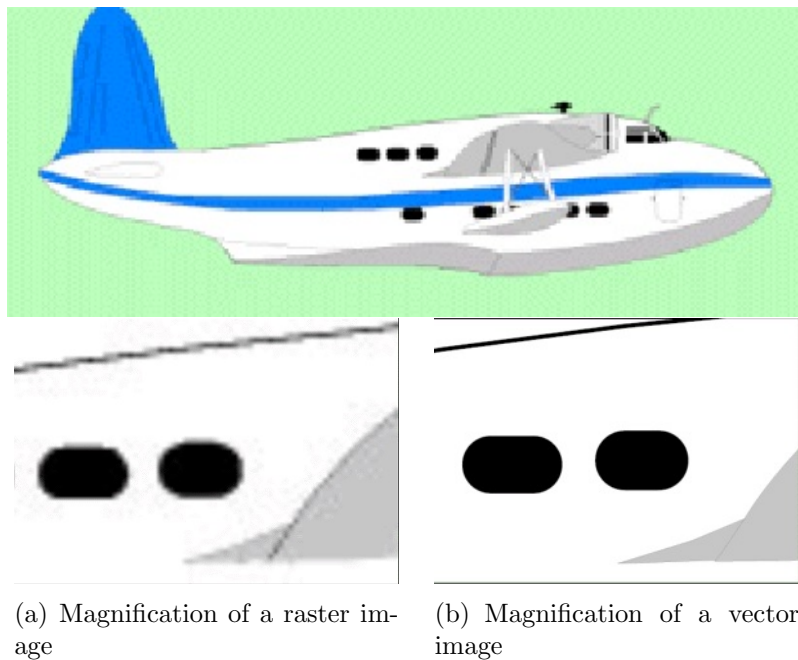 (a) Magnification of a raster im-
age
(b) Magnification of a vector
image